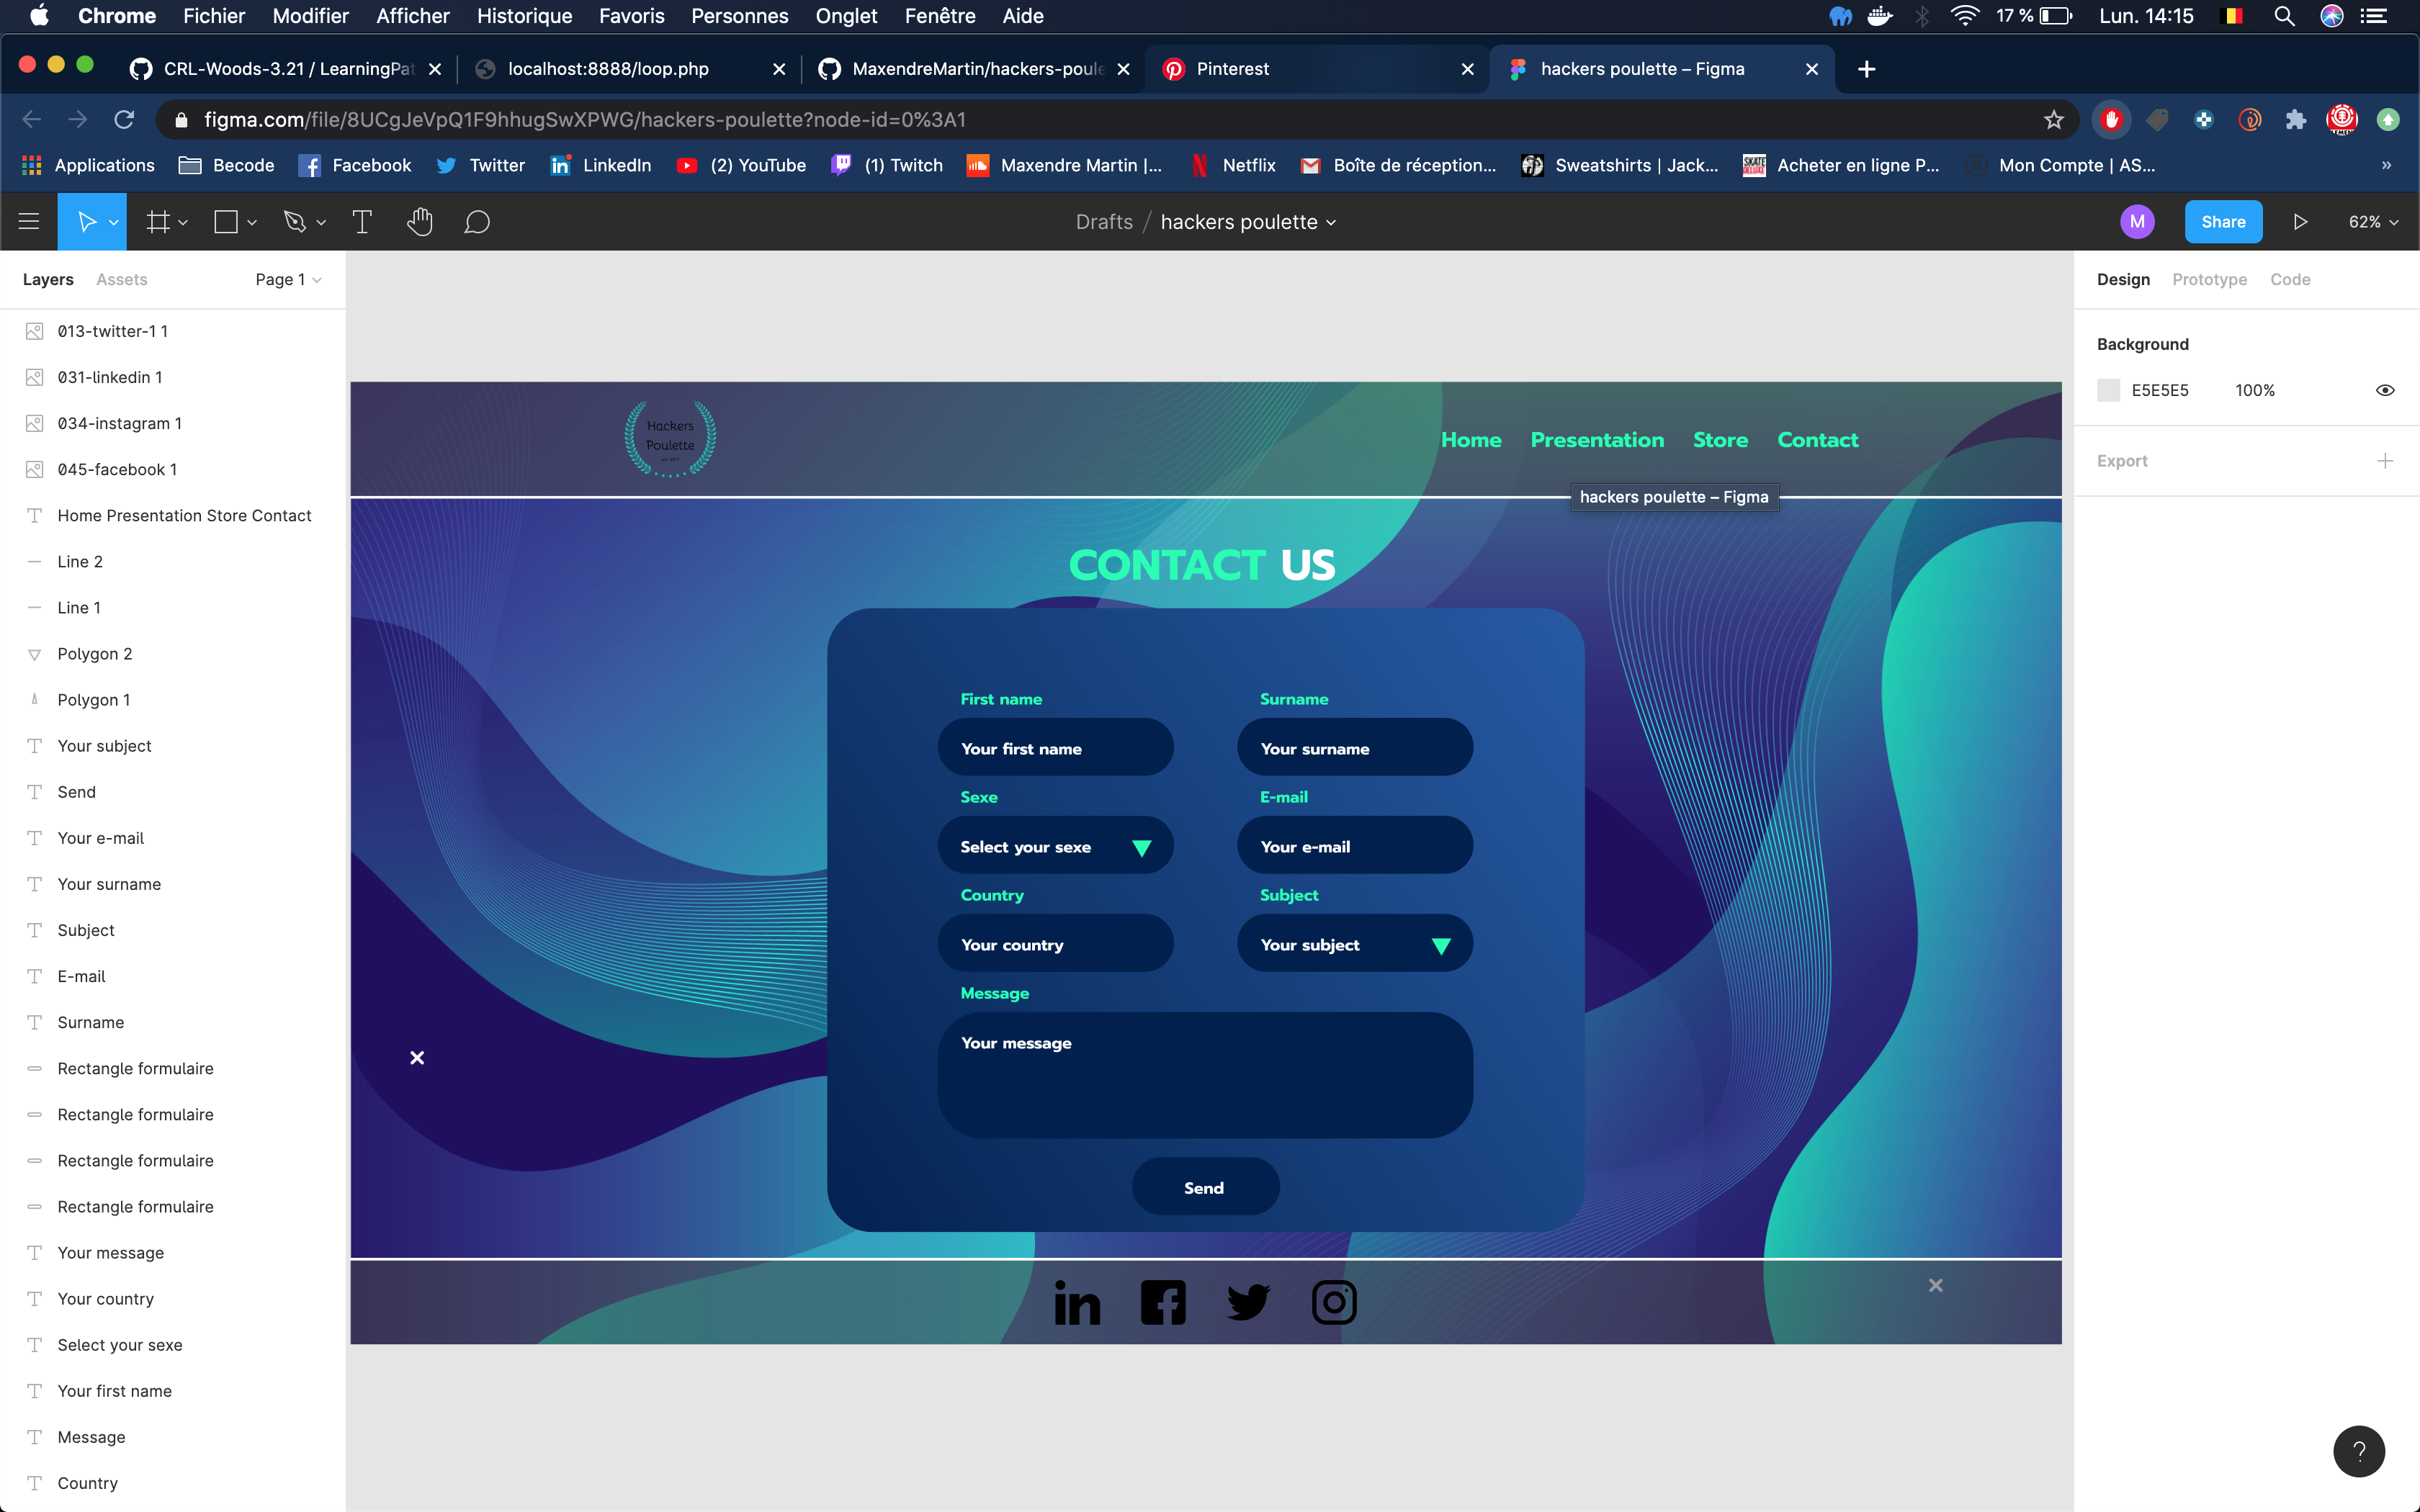 Chrome Fichier Modifier Afficher Historique Favoris Personnes Onglet Fenêtre Aide 17 % Lun. 14:15
CRL-Woods-3.21 / LearningPat localhost:8888/loop.php MaxendreMartin/hackers-poule Pinterest hackers poulette – Figma
figma.com/file/8UCgJeVpQ1F9hhugSwXPWG/hackers-poulette?node-id=0%3A1
Applications Becode Facebook Twitter LinkedIn (2) YouTube (1) Twitch Maxendre Martin |... Netflix Boîte de réception... Sweatshirts | Jack... Acheter en ligne P... Mon Compte | AS... »
Drafts / hackers poulette M Share 62%
Layers Assets Page 1
013-twitter-1 1
031-linkedin 1
034-instagram 1
045-facebook 1
Home Presentation Store Contact
Line 2
Line 1
Polygon 2
Polygon 1
Your subject
Send
Your e-mail
Your surname
Subject
E-mail
Surname
Rectangle formulaire
Rectangle formulaire
Rectangle formulaire
Rectangle formulaire
Your message
Your country
Select your sexe
Your first name
Message
Country
Hackers
Poulette
Home Presentation Store Contact
hackers poulette – Figma
CONTACT US
First name Surname
Your first name Your surname
Sexe E-mail
Select your sexe Your e-mail
Country Subject
Your country Your subject
Message
Your message
Send
in
Design Prototype Code
Background
E5E5E5 100%
Export
?